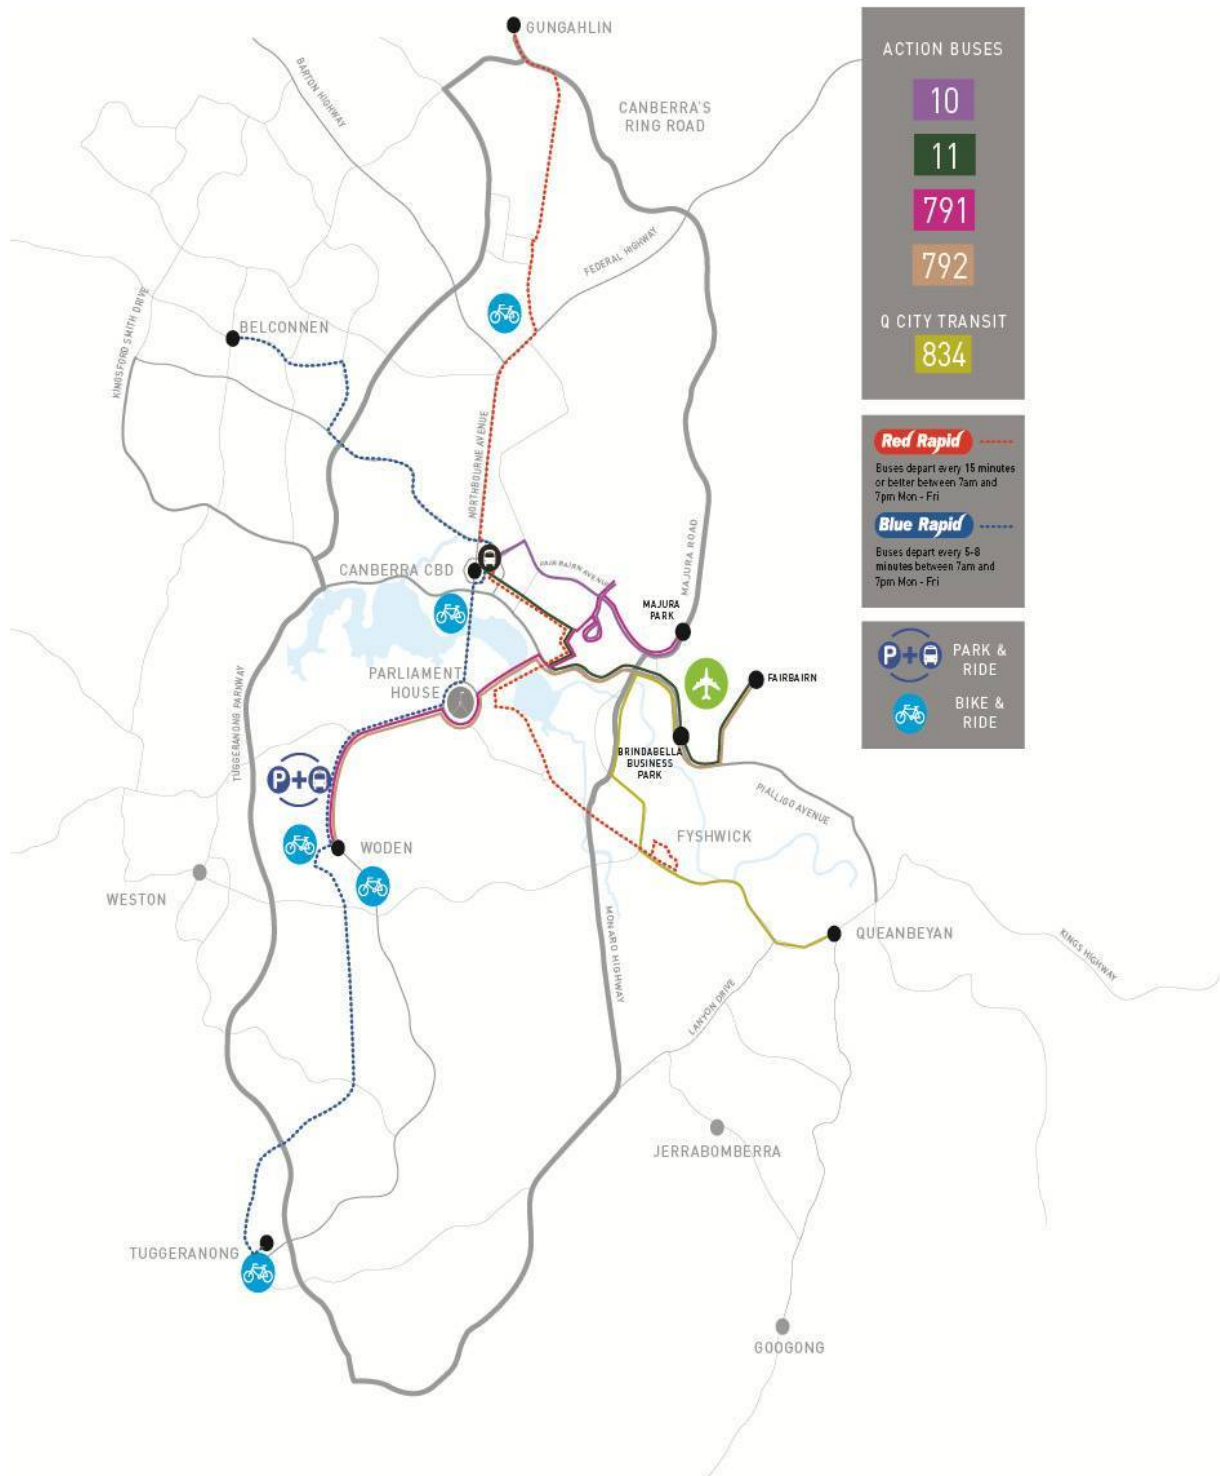 GUNGAHLIN
BARTON HIGHWAY
CANBERRA'S
RING ROAD
FEDERAL HIGHWAY
KINGSFORD SMITH DRIVE
BELCONNEN
NORTHBOURNE AVENUE
CANBERRA CBD
FAIRBAIRN AVENUE
MAJURA ROAD
MAJURA
PARK
PARLIAMENT
HOUSE
FAIRBAIRN
TUGGERANONG PARKWAY
BRINDABELLA
BUSINESS
PARK
P+
PIALLIGO AVENUE
FYSHWICK
WODEN
WESTON
MONARO HIGHWAY
QUEANBEYAN
KINGS HIGHWAY
LANYON DRIVE
JERRABOMBERRA
TUGGERANONG
GOOGONG
ACTION BUSES
10
11
791
792
Q CITY TRANSIT
834
Red Rapid
Buses depart every 15 minutes
or better between 7am and
7pm Mon - Fri
Blue Rapid
Buses depart every 5-8
minutes between 7am and
7pm Mon - Fri
P+ PARK &
RIDE
BIKE &
RIDE